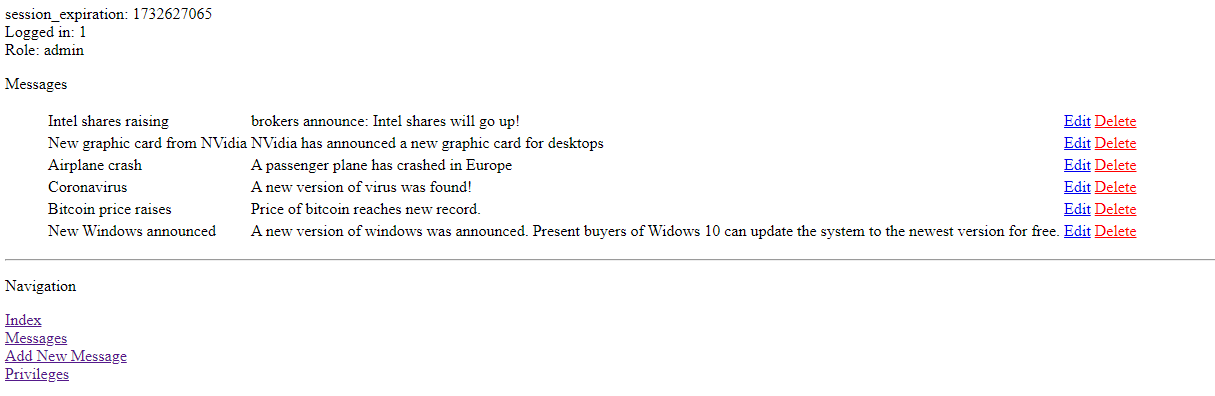 session_expiration: 1732627065
Logged in: 1
Role: admin
Messages
Intel shares raising brokers announce: Intel shares will go up! Edit Delete
New graphic card from NVidia NVidia has announced a new graphic card for desktops Edit Delete
Airplane crash A passenger plane has crashed in Europe Edit Delete
Coronavirus A new version of virus was found! Edit Delete
Bitcoin price raises Price of bitcoin reaches new record. Edit Delete
New Windows announced A new version of windows was announced. Present buyers of Widows 10 can update the system to the newest version for free. Edit Delete
Navigation
Index
Messages
Add New Message
Privileges